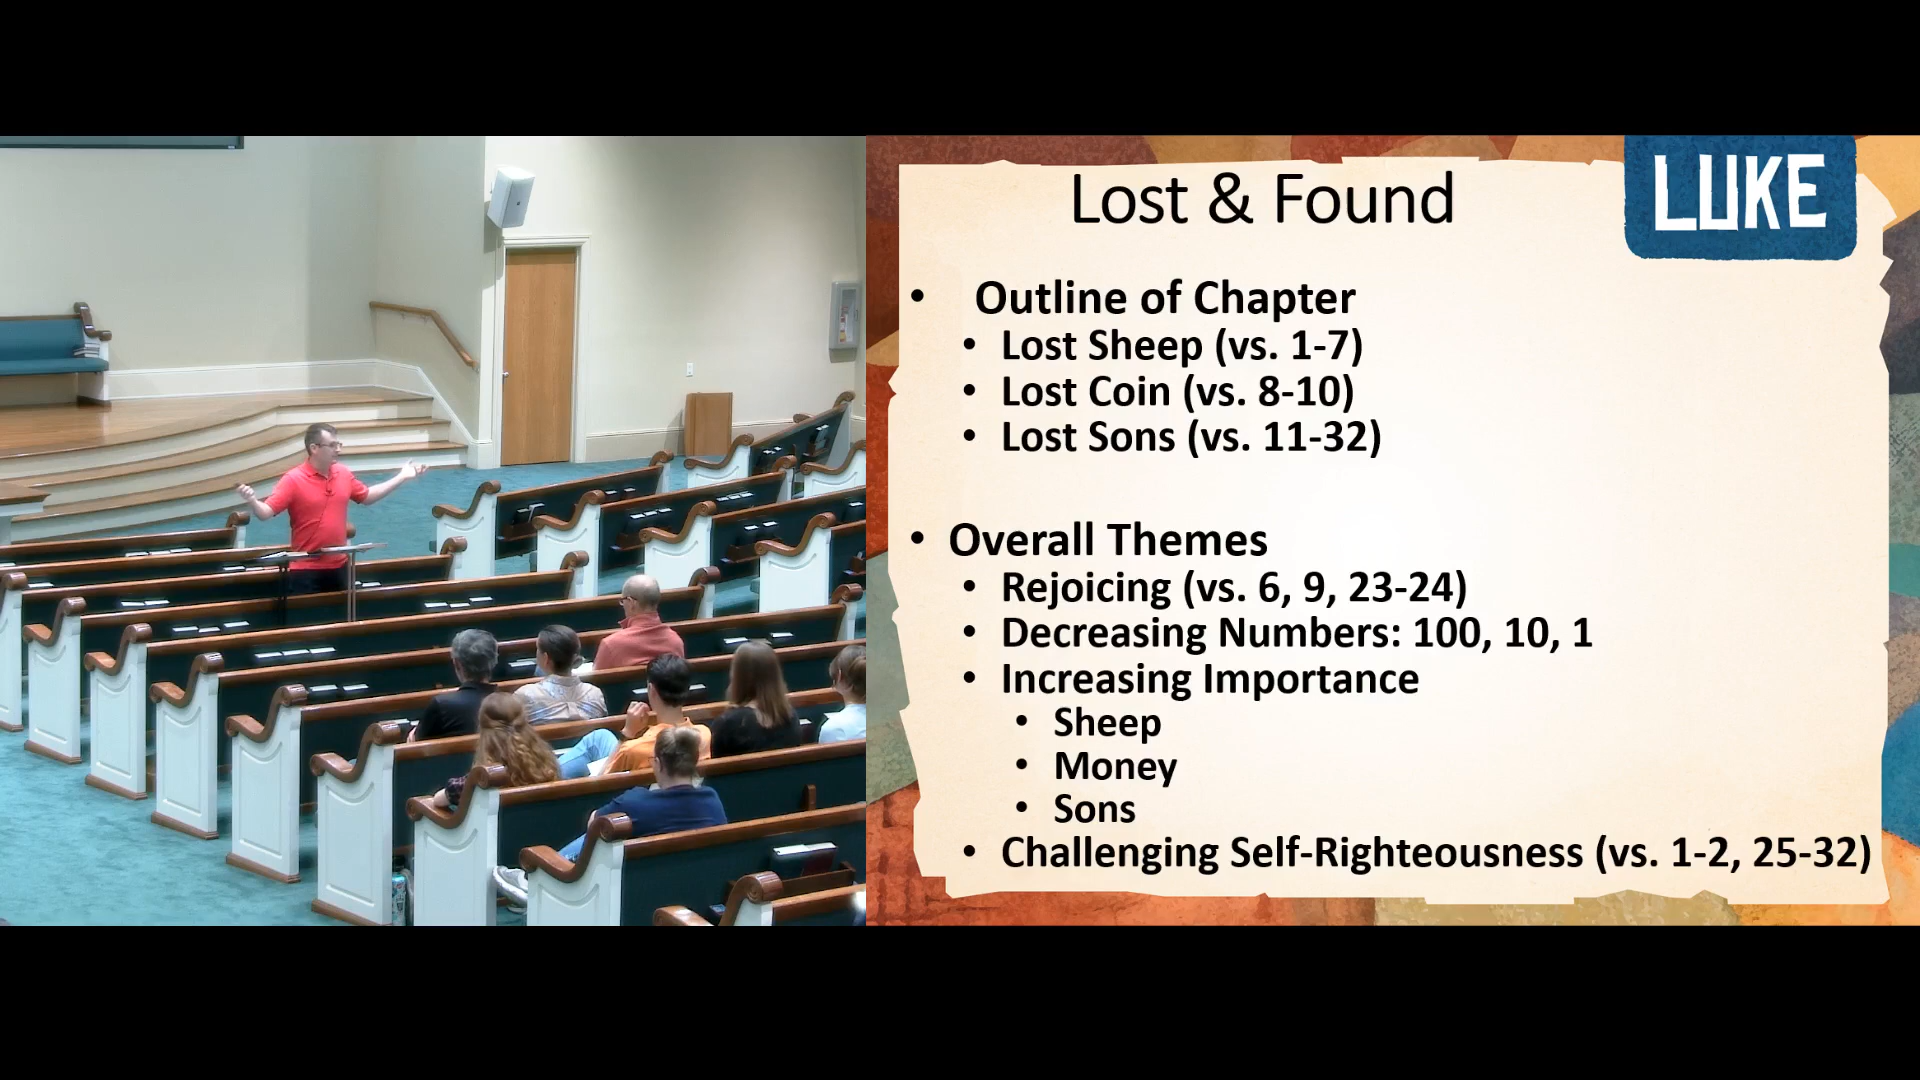 Lost & Found
LUKE
• Outline of Chapter
• Lost Sheep (vs. 1-7)
• Lost Coin (vs. 8-10)
• Lost Sons (vs. 11-32)
• Overall Themes
• Rejoicing (vs. 6, 9, 23-24)
• Decreasing Numbers: 100, 10, 1
• Increasing Importance
• Sheep
• Money
• Sons
• Challenging Self-Righteousness (vs. 1-2, 25-32)